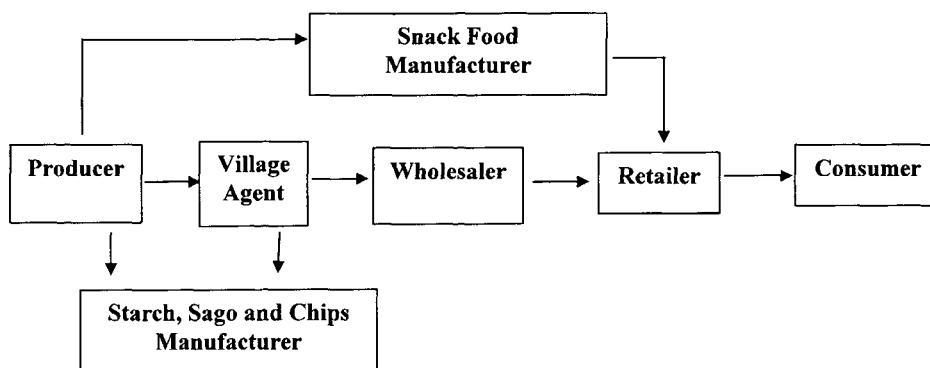 Snack Food
Manufacturer
Producer
Village
Agent
Wholesaler
Retailer
Consumer
Starch, Sago and Chips
Manufacturer